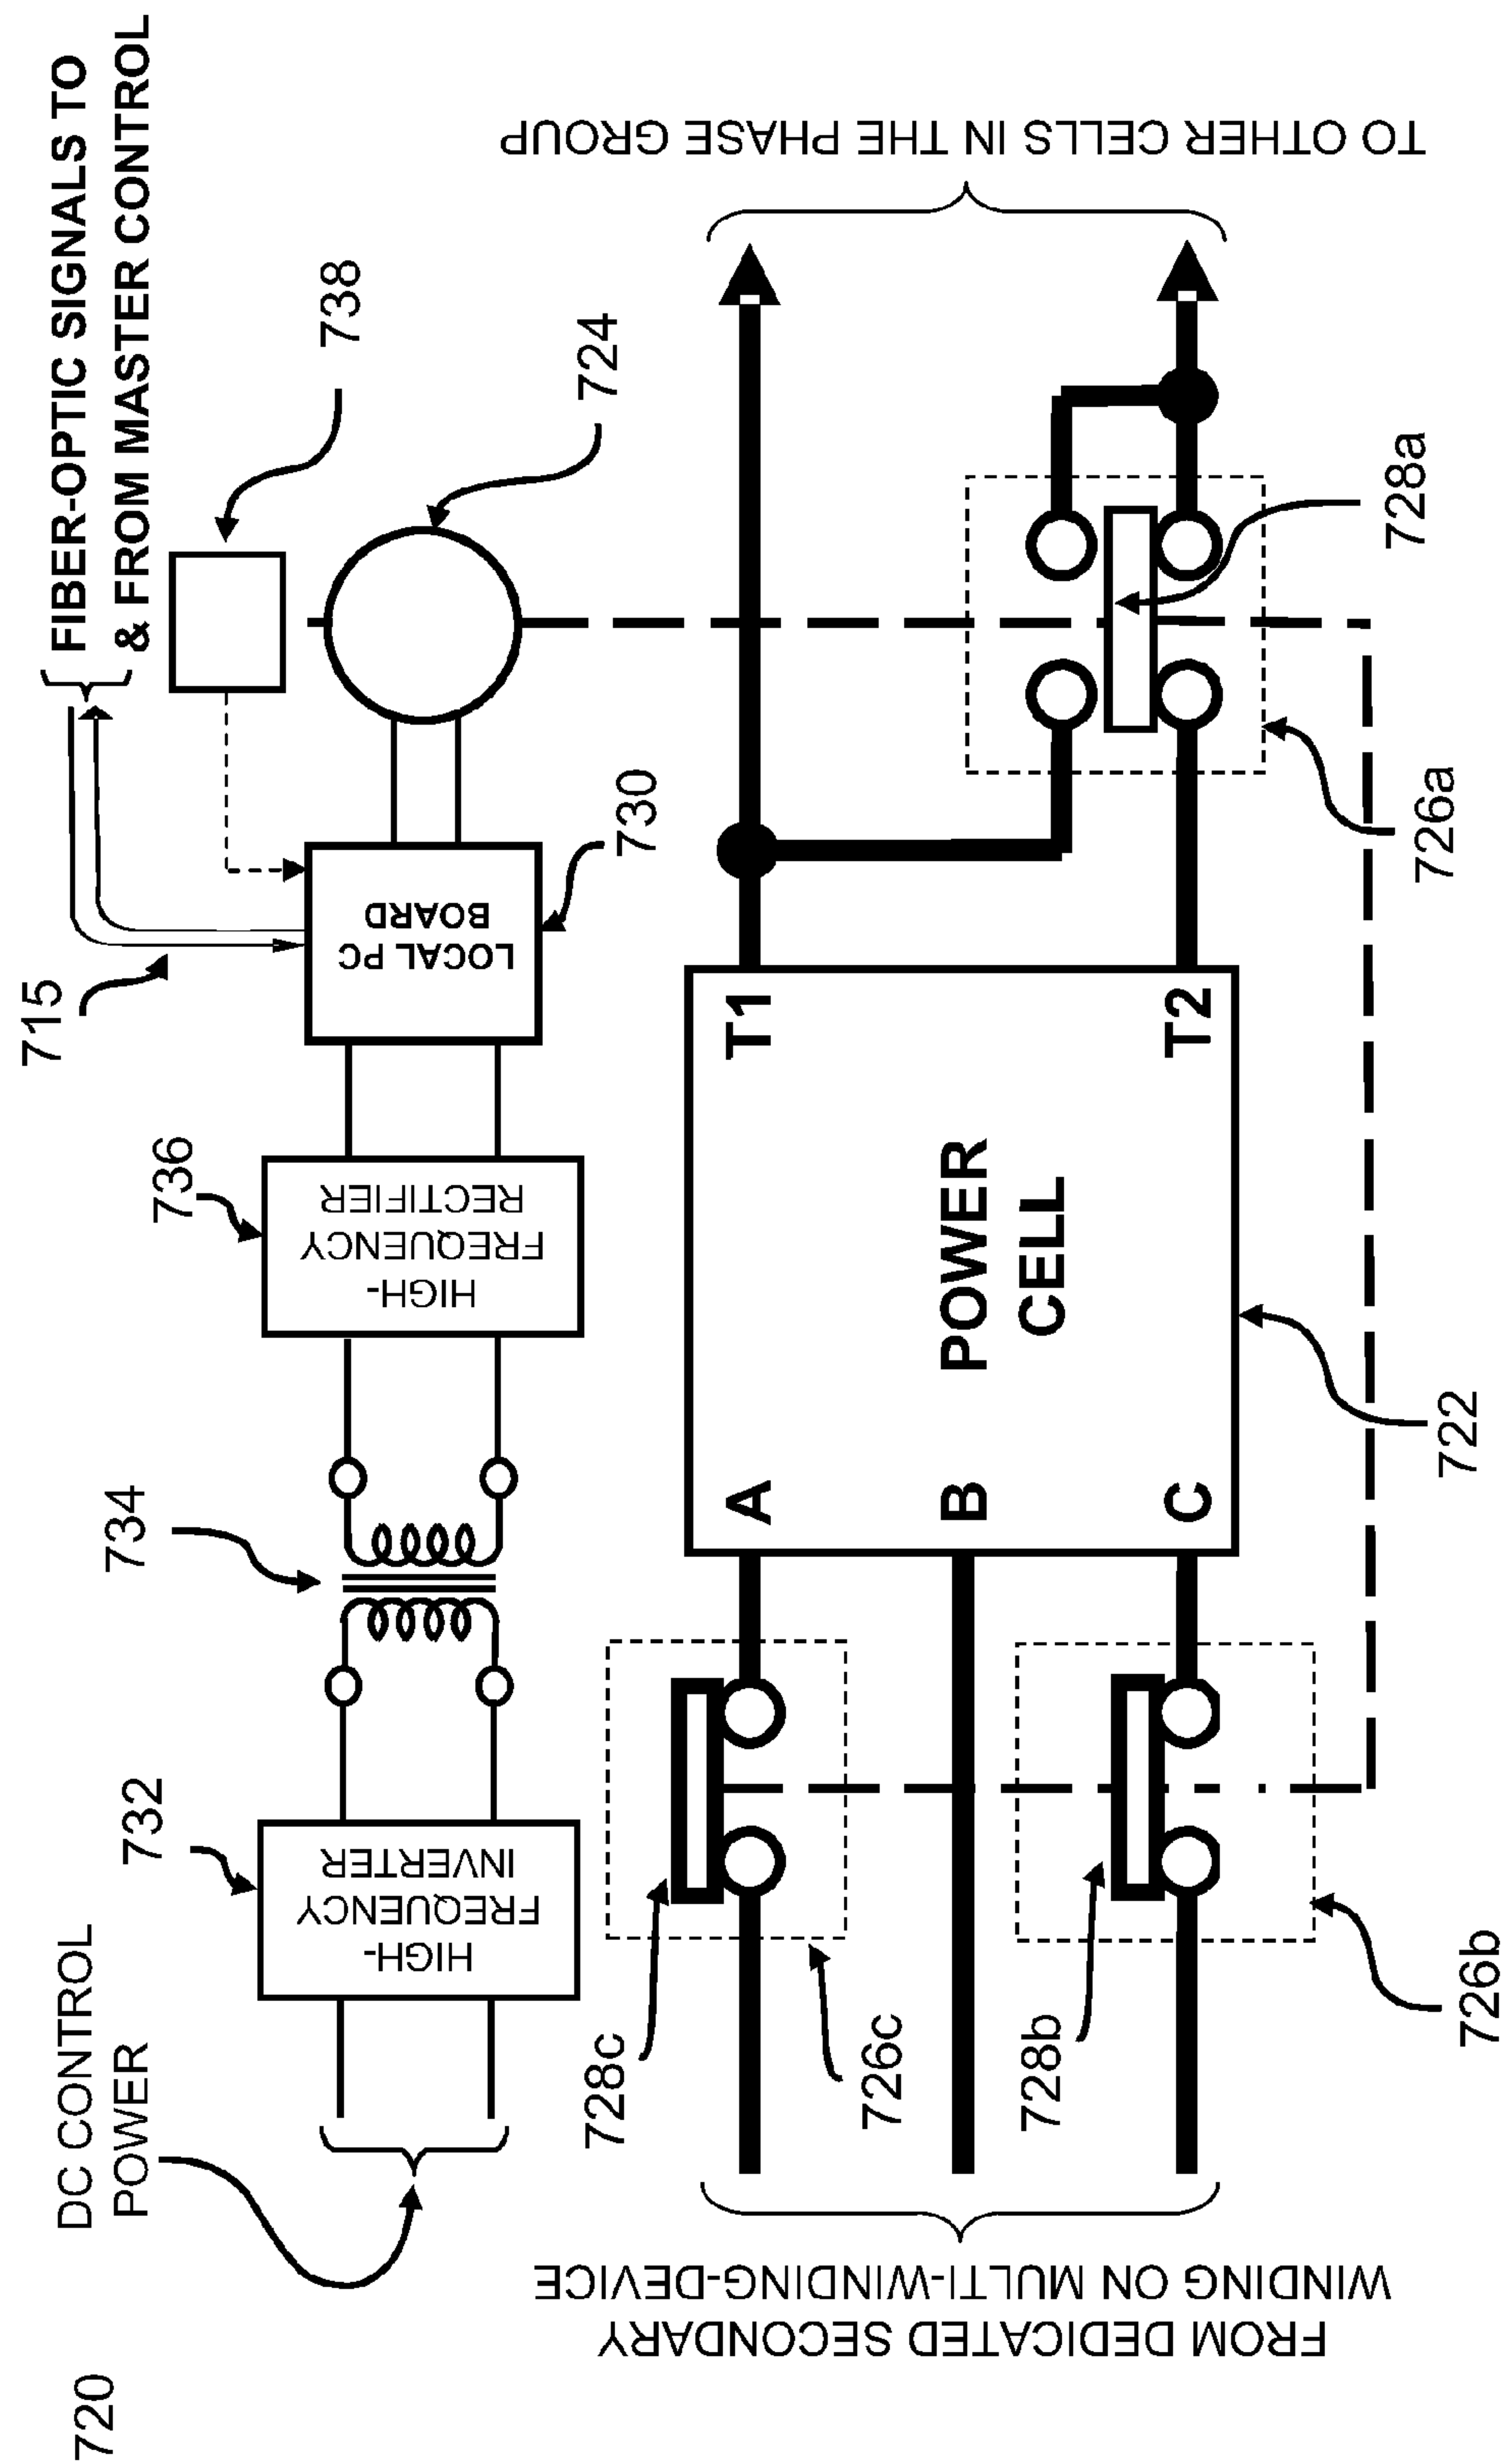 720
DC CONTROL
POWER
732
HIGH-
FREQUENCY
INVERTER
734
736
HIGH-
FREQUENCY
RECTIFIER
715
LOCAL PC
BOARD
730
FIBER-OPTIC SIGNALS TO
& FROM MASTER CONTROL
738
724
FROM DEDICATED SECONDARY
WINDING ON MULTI-WINDING-DEVICE
728c
726c
728b
726b
A
B
C
POWER
CELL
T1
T2
722
726a
728a
TO OTHER CELLS IN THE PHASE GROUP